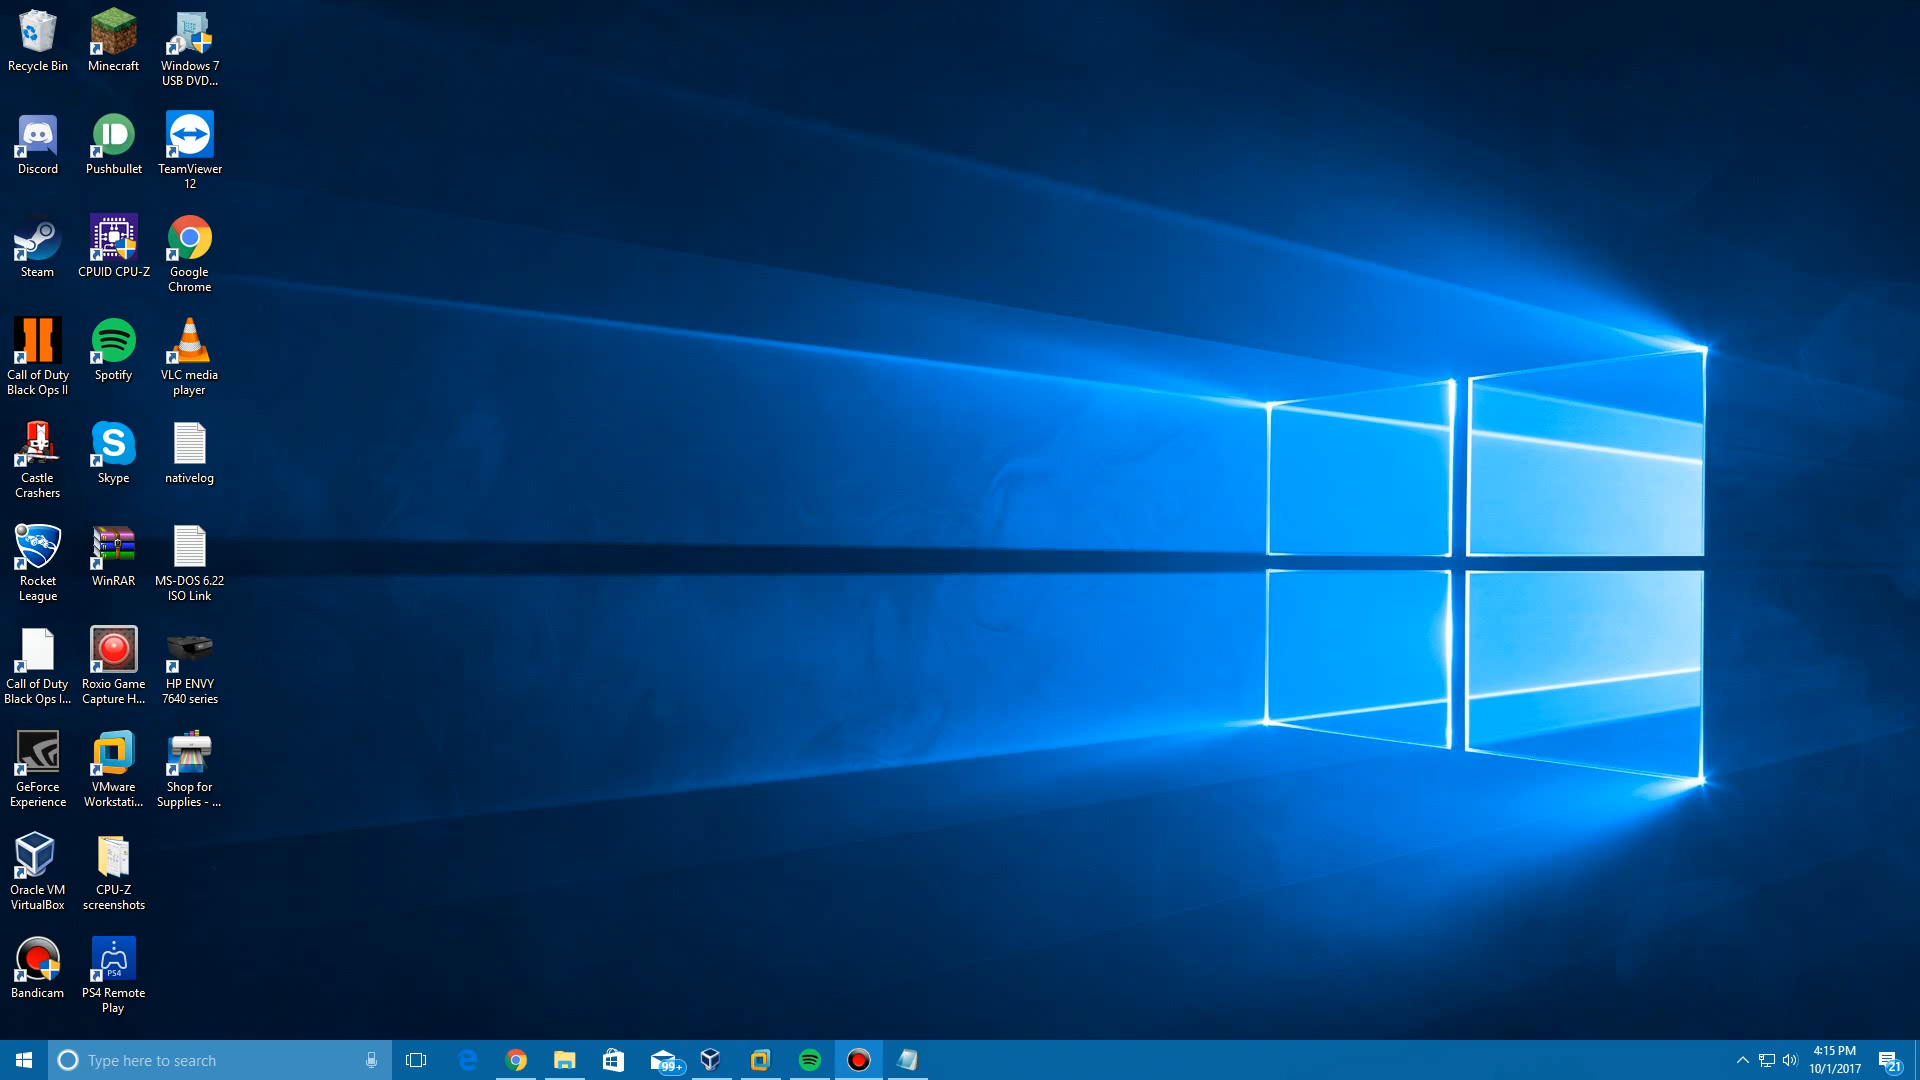 Recycle Bin
Minecraft
Windows 7
USB DVD...
Discord
Pushbullet
TeamViewer
12
Steam
CPUID CPU-Z
Google
Chrome
Call of Duty
Black Ops II
Spotify
VLC media
player
Castle
Crashers
S
Skype
nativelog
Rocket
League
WinRAR
MS-DOS 6.22
ISO Link
Call of Duty
Black Ops I...
Roxio Game
Capture H...
HP ENVY
7640 series
GeForce
Experience
VMware
Workstati...
Shop for
Supplies - ...
Oracle VM
VirtualBox
CPU-Z
screenshots
Bandicam
PS4
PS4 Remote
Play
Type here to search
99+
4:15 PM
10/1/2017
21